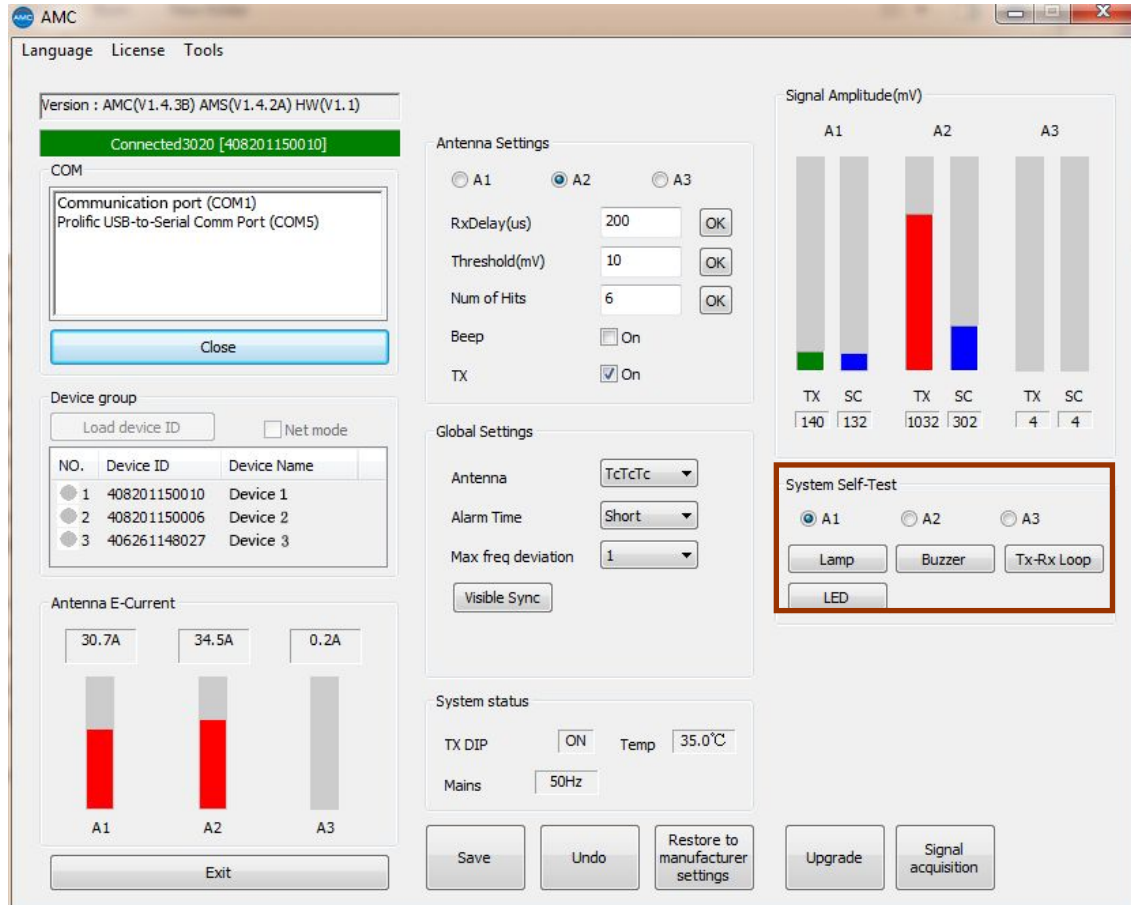 AMC
Language License Tools
Version : AMC(V1.4.3B) AMS(V1.4.2A) HW(V1.1)
Connected3020 [408201150010]
COM
Communication port (COM1)
Prolific USB-to-Serial Comm Port (COM5)
Close
Device group
Load device ID
Net mode
NO. Device ID Device Name
1 408201150010 Device 1
2 408201150006 Device 2
3 406261148027 Device 3
Antenna E-Current
30.7A 34.5A 0.2A
A1 A2 A3
Exit
Antenna Settings
A1 A2 A3
RxDelay(us) 200 OK
Threshold(mV) 10 OK
Num of Hits 6 OK
Beep On
TX On
Global Settings
Antenna TcTcTc
Alarm Time Short
Max freq deviation 1
Visible Sync
System status
TX DIP ON Temp 35.0℃
Mains 50Hz
Save
Undo
Restore to
manufacturer
settings
Signal Amplitude(mV)
A1 A2 A3
TX SC TX SC TX SC
140 132 1032 302 4 4
System Self-Test
A1 A2 A3
Lamp Buzzer Tx-Rx Loop
LED
Upgrade
Signal
acquisition